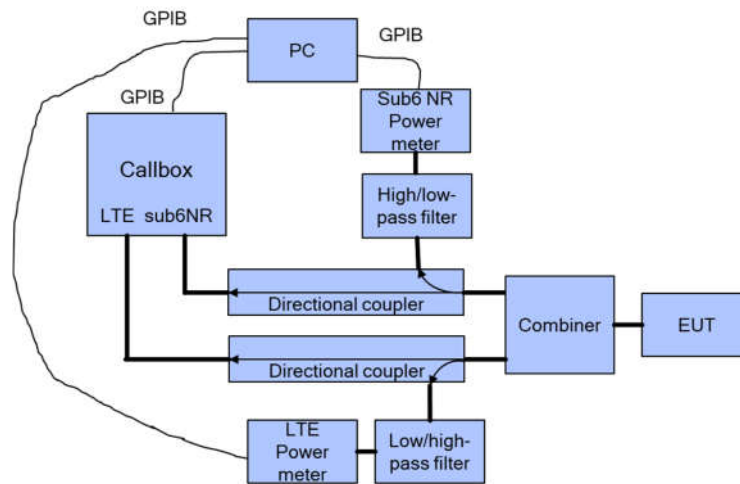 GPIB
PC
GPIB
GPIB
Sub6 NR
Power
meter
Callbox
LTE sub6NR
High/low-
pass filter
Directional coupler
Combiner
EUT
Directional coupler
LTE
Power
meter
Low/high-
pass filter